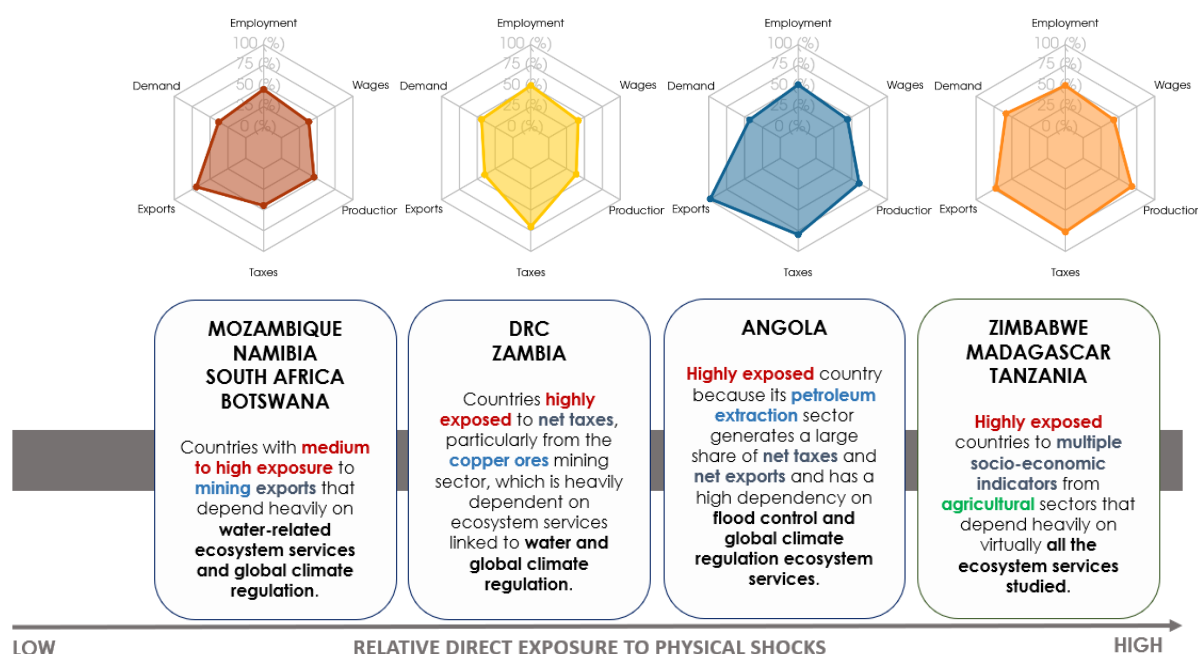 Employment
100 (%)
75 (%)
50 (%)
25 (%)
0 (%)
Demand
Wages
Exports
Production
Taxes
Employment
100 (%)
75 (%)
50 (%)
25 (%)
0 (%)
Demand
Wages
Exports
Production
Taxes
Employment
100 (%)
75 (%)
50 (%)
25 (%)
0 (%)
Demand
Wages
Exports
Production
Taxes
Employment
100 (%)
75 (%)
50 (%)
25 (%)
0 (%)
Demand
Wages
Exports
Production
Taxes
MOZAMBIQUE
NAMIBIA
SOUTH AFRICA
BOTSWANA
Countries with medium
to high exposure to
mining exports that
depend heavily on
water-related
ecosystem services
and global climate
regulation.
DRC
ZAMBIA
Countries highly
exposed to net taxes,
particularly from the
copper ores mining
sector, which is heavily
dependent on
ecosystem services
linked to water and
global climate
regulation.
ANGOLA
Highly exposed country
because its petroleum
extraction sector
generates a large
share of net taxes and
net exports and has a
high dependency on
flood control and
global climate
regulation ecosystem
services.
ZIMBABWE
MADAGASCAR
TANZANIA
Highly exposed
countries to multiple
socio-economic
indicators from
agricultural sectors that
depend heavily on
virtually all the
ecosystem services
studied.
LOW
RELATIVE DIRECT EXPOSURE TO PHYSICAL SHOCKS
HIGH